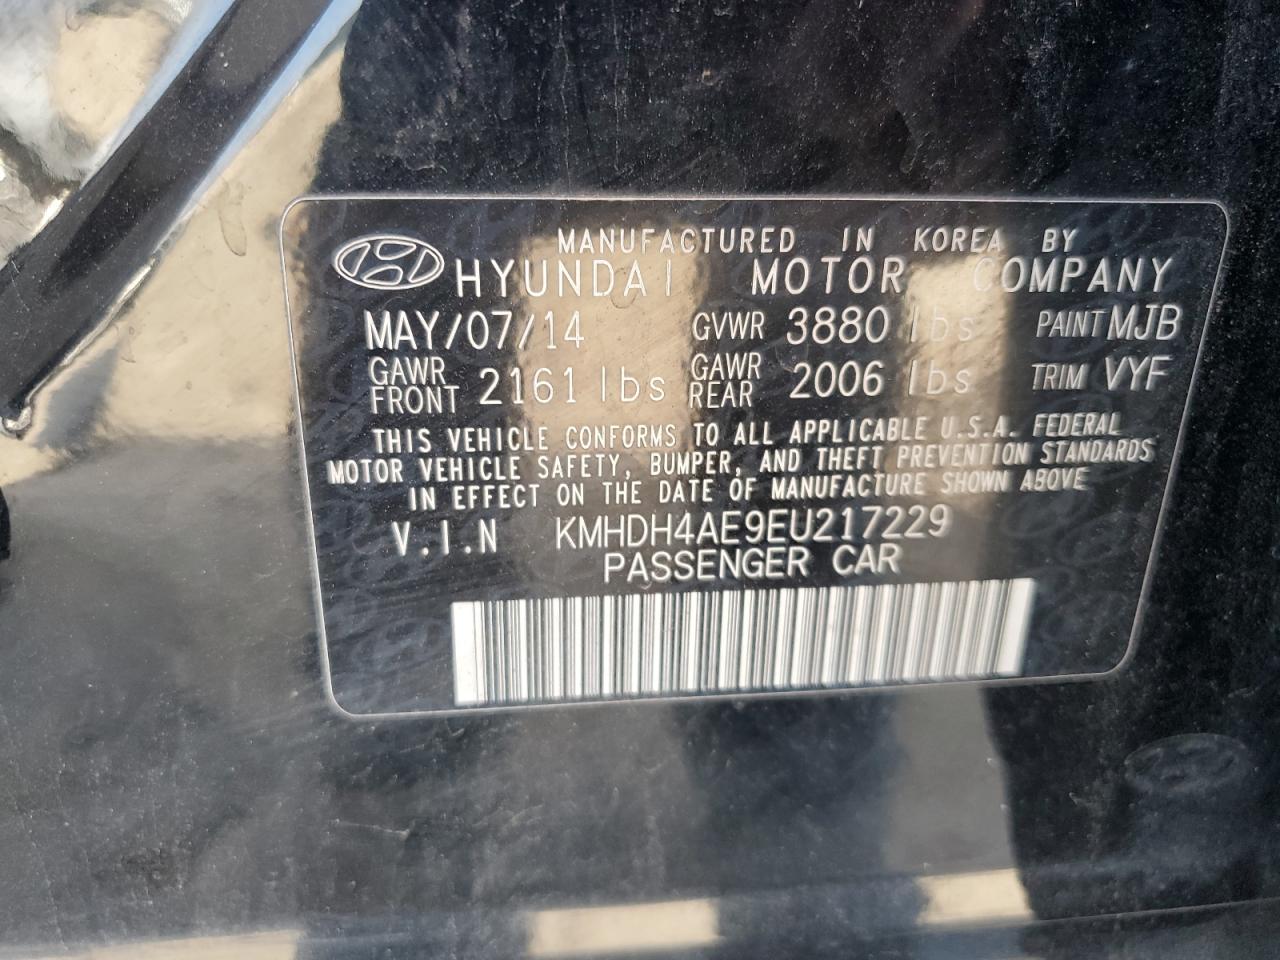 MANUFACTURED IN KOREA BY
HYUNDAI MOTOR COMPANY
MAY/07/14 GVWR 3880 lbs PAINT MJB
GAWR FRONT 2161 lbs GAWR REAR 2006 lbs TRIM VYF
THIS VEHICLE CONFORMS TO ALL APPLICABLE U.S.A. FEDERAL
MOTOR VEHICLE SAFETY, BUMPER, AND THEFT PREVENTION STANDARDS
IN EFFECT ON THE DATE OF MANUFACTURE SHOWN ABOVE
V.I.N KMHDH4AE9EU217229
PASSENGER CAR